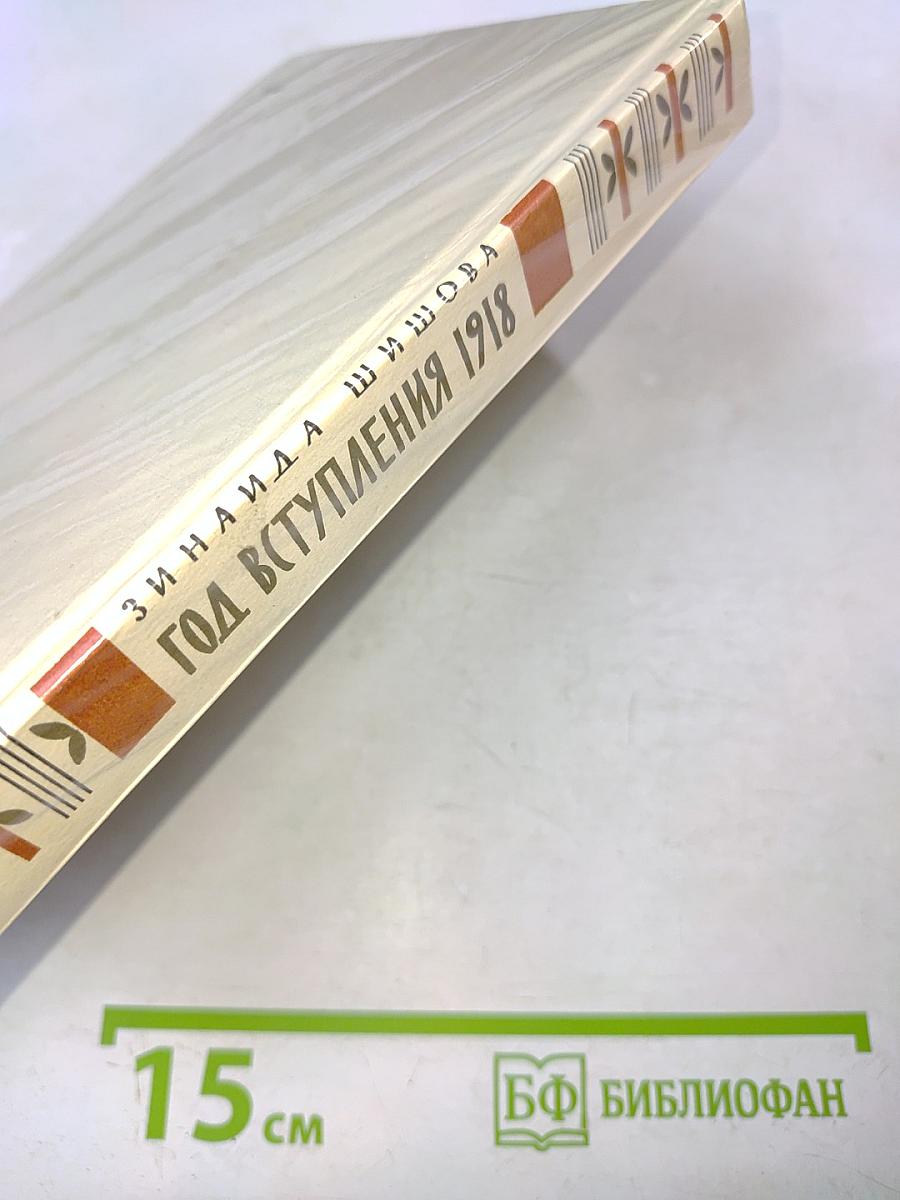 ЗИНАИДА ШИШОВА
ГОД ВСТУПЛЕНИЯ 1918
15 см
БФ БИБЛИОФАН